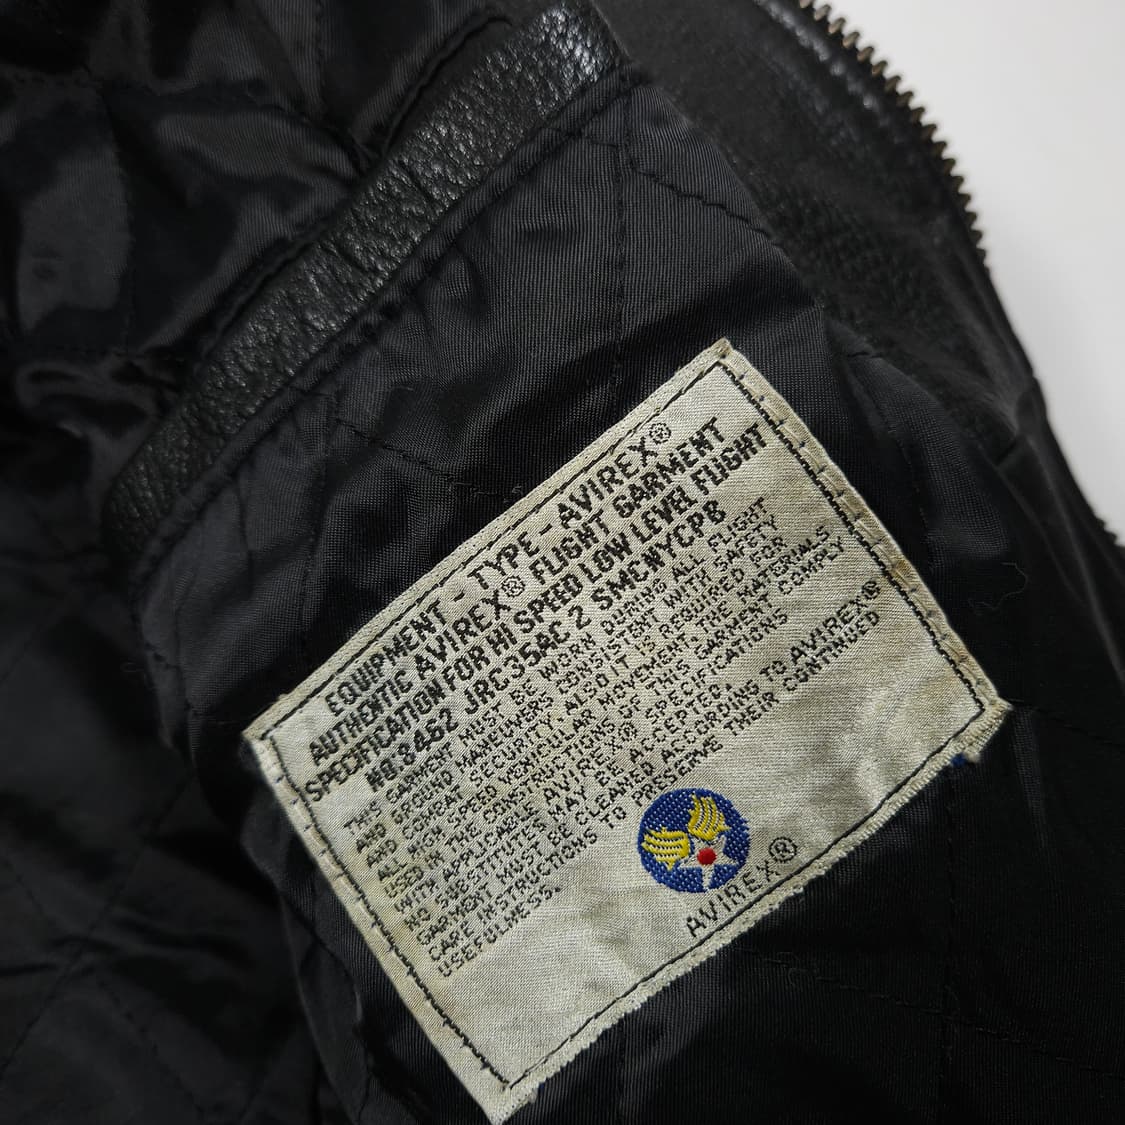 EQUIPMENT - TYPE - AVIREX®
AUTHENTIC AVIREX® FLIGHT GARMENT
SPECIFICATION FOR HI SPEED LOW LEVEL FLIGHT
NO. 8462 JRC35AC 2 SMCNYCPB
THIS GARMENT MUST BE WORN DURING ALL FLIGHT
AND GROUND MANEUVERS CONSISTENT WITH SAFETY
AND LOCAL SECURITY. ALSO IT IS REQUIRED FOR
ALL HIGH SPEED VEHICULAR MOVEMENT. THE MATERIALS
USED IN THE CONSTRUCTION OF THIS GARMENT COMPLY
WITH APPLICABLE AVIREX® SPECIFICATIONS
NO SUBSTITUTES MAY BE ACCEPTED.
GARMENT MUST BE CLEANED ACCORDING TO AVIREX®
CARE INSTRUCTIONS TO PRESERVE THEIR CONTINUED
USEFULNESS.
AVIREX®